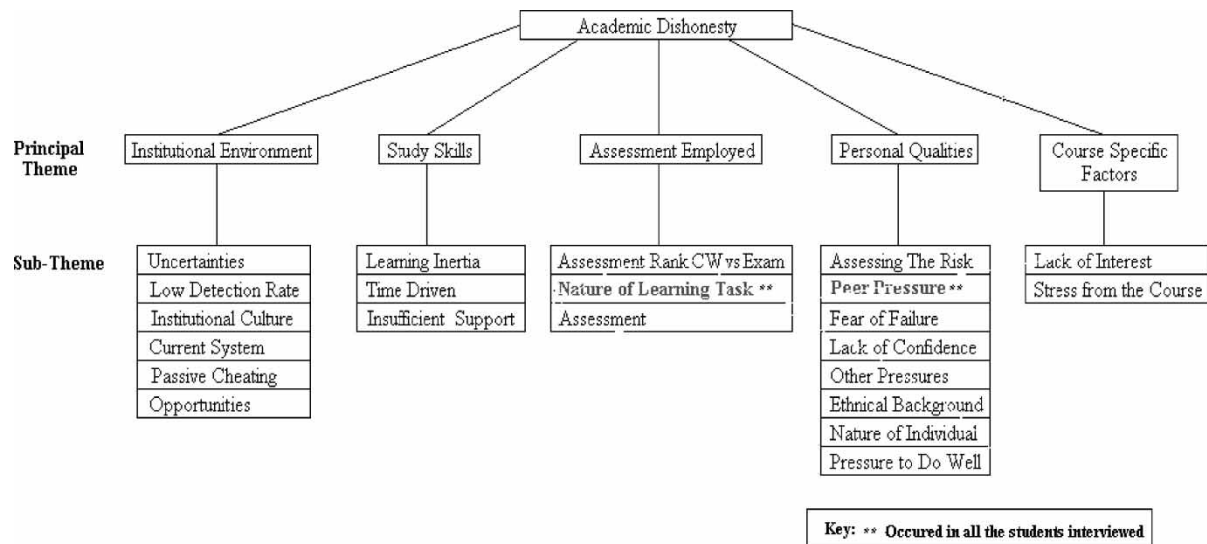 Academic Dishonesty
Principal
Theme
Institutional Environment
Study Skills
Assessment Employed
Personal Qualities
Course Specific
Factors
Sub-Theme
Uncertainties
Low Detection Rate
Institutional Culture
Current System
Passive Cheating
Opportunities
Learning Inertia
Time Driven
Insufficient Support
Assessment Rank CW vs Exam
Nature of Learning Task **
Assessment
Assessing The Risk
Peer Pressure **
Fear of Failure
Lack of Confidence
Other Pressures
Ethnical Background
Nature of Individual
Pressure to Do Well
Lack of Interest
Stress from the Course
Key: ** Occured in all the students interviewed